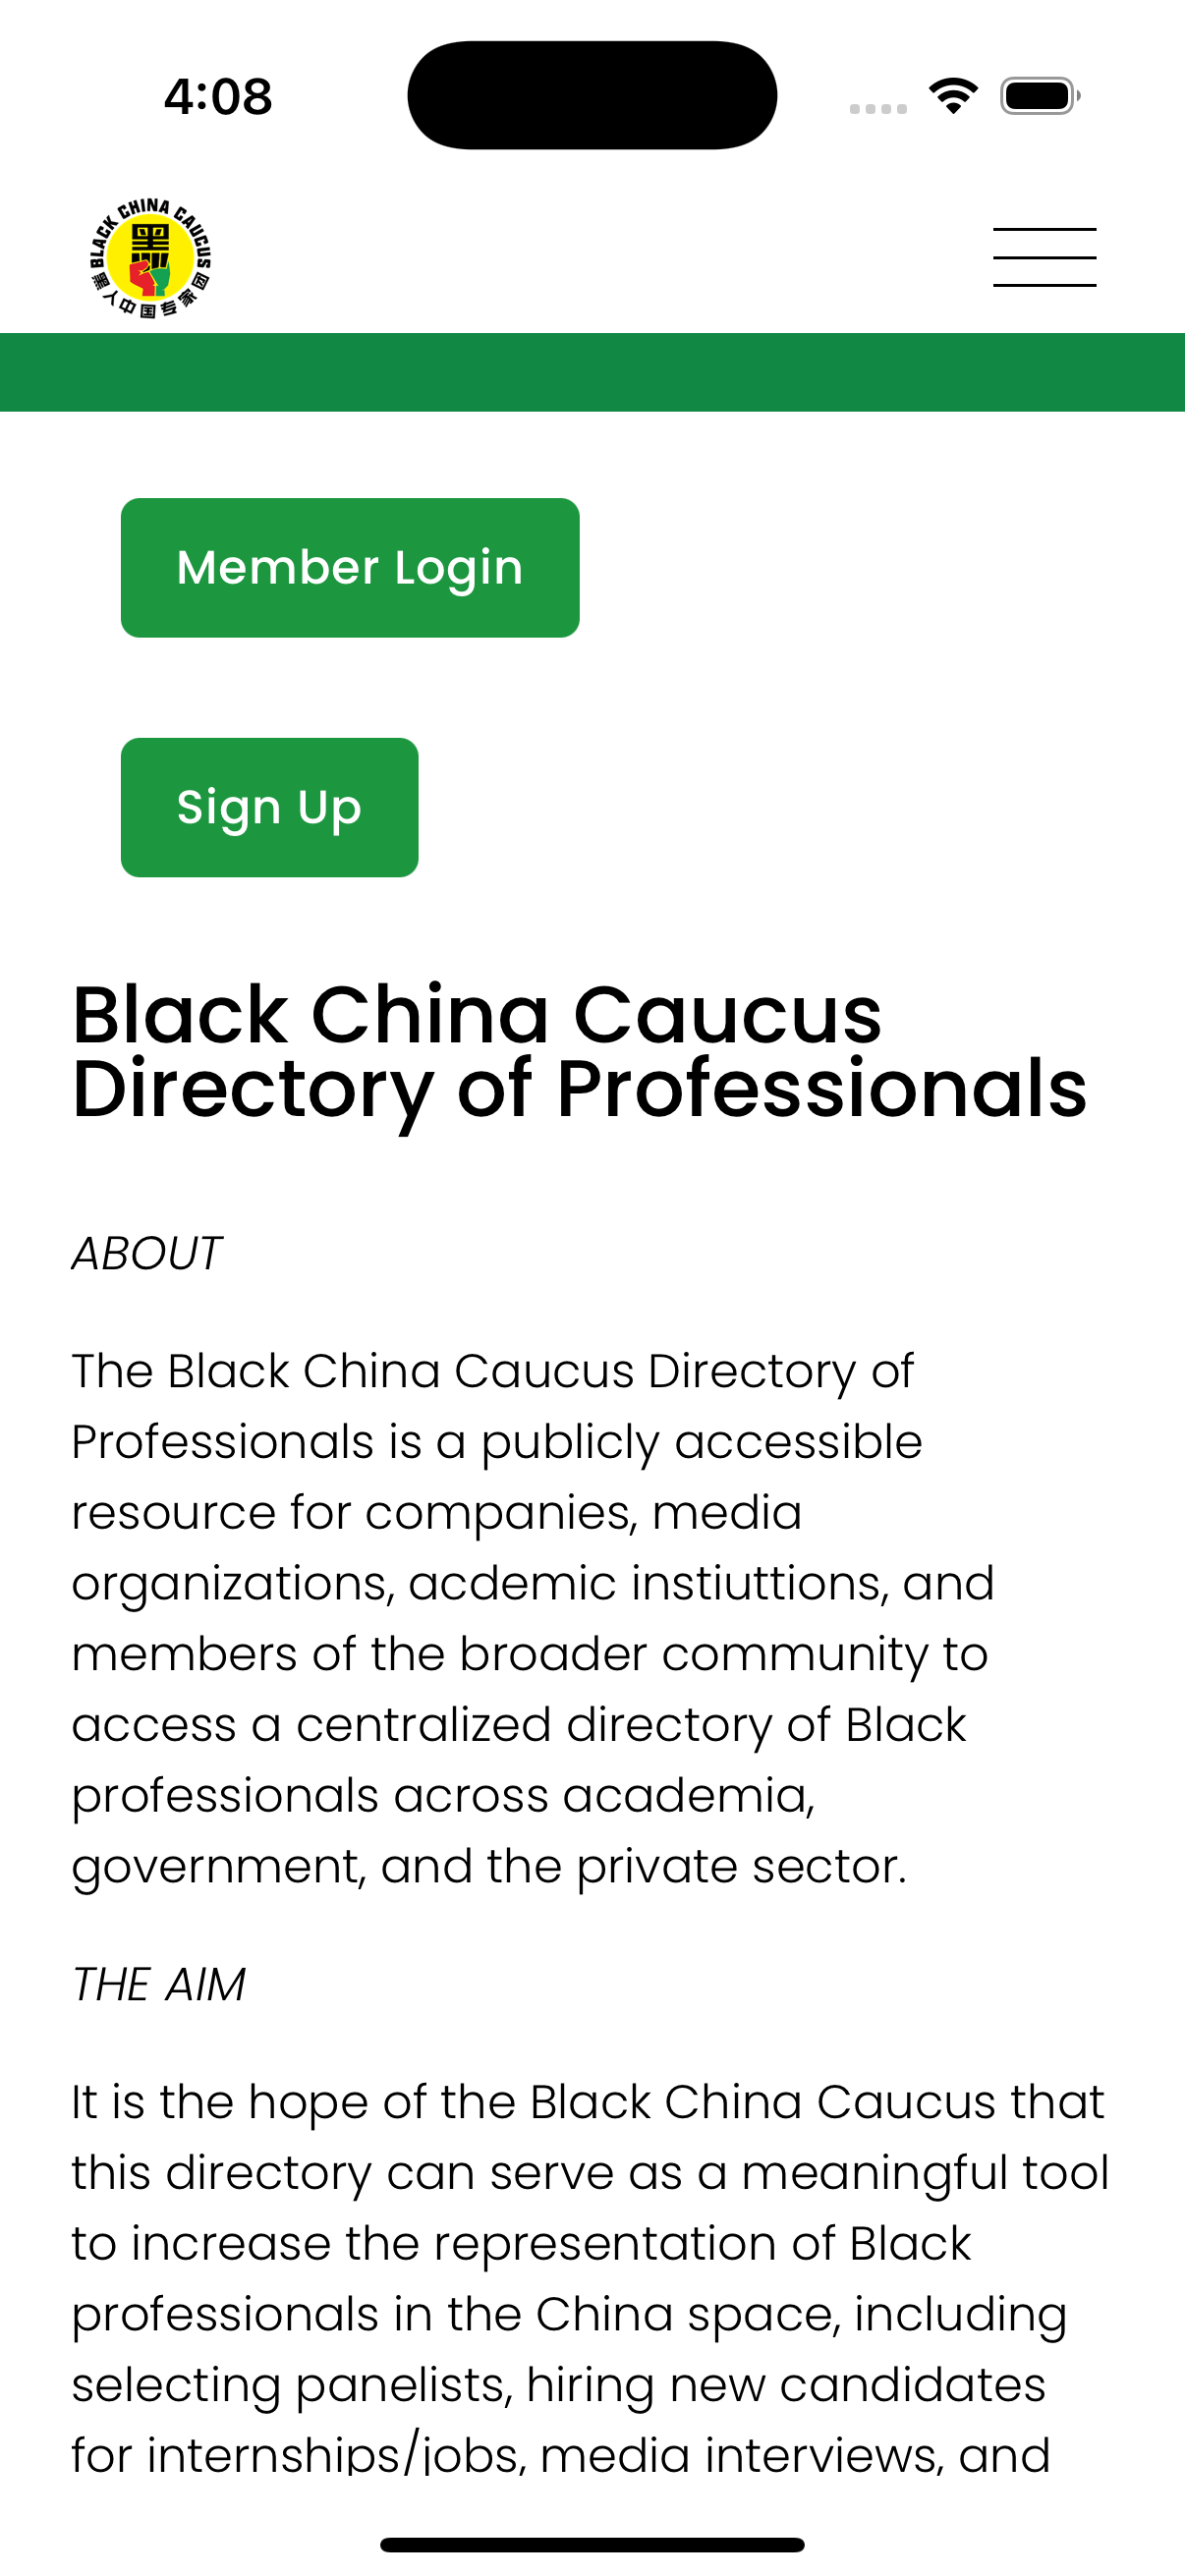 4:08
BLACK CHINA CAUCUS
黑
黑人中国专家团
Member Login
Sign Up
Black China Caucus
Directory of Professionals
ABOUT
The Black China Caucus Directory of
Professionals is a publicly accessible
resource for companies, media
organizations, acdemic instiuttions, and
members of the broader community to
access a centralized directory of Black
professionals across academia,
government, and the private sector.
THE AIM
It is the hope of the Black China Caucus that
this directory can serve as a meaningful tool
to increase the representation of Black
professionals in the China space, including
selecting panelists, hiring new candidates
for internships/jobs, media interviews, and